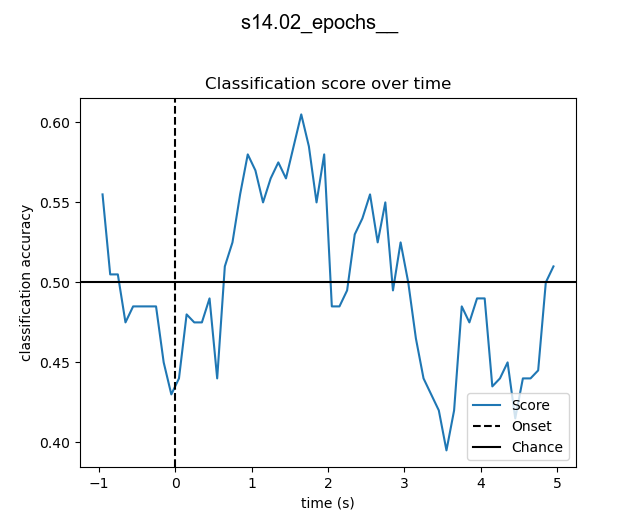 s14.02_epochs__
Classification score over time
classification accuracy
0.60
0.55
0.50
0.45
0.40
−1
0
1
2
3
4
5
time (s)
Score
Onset
Chance